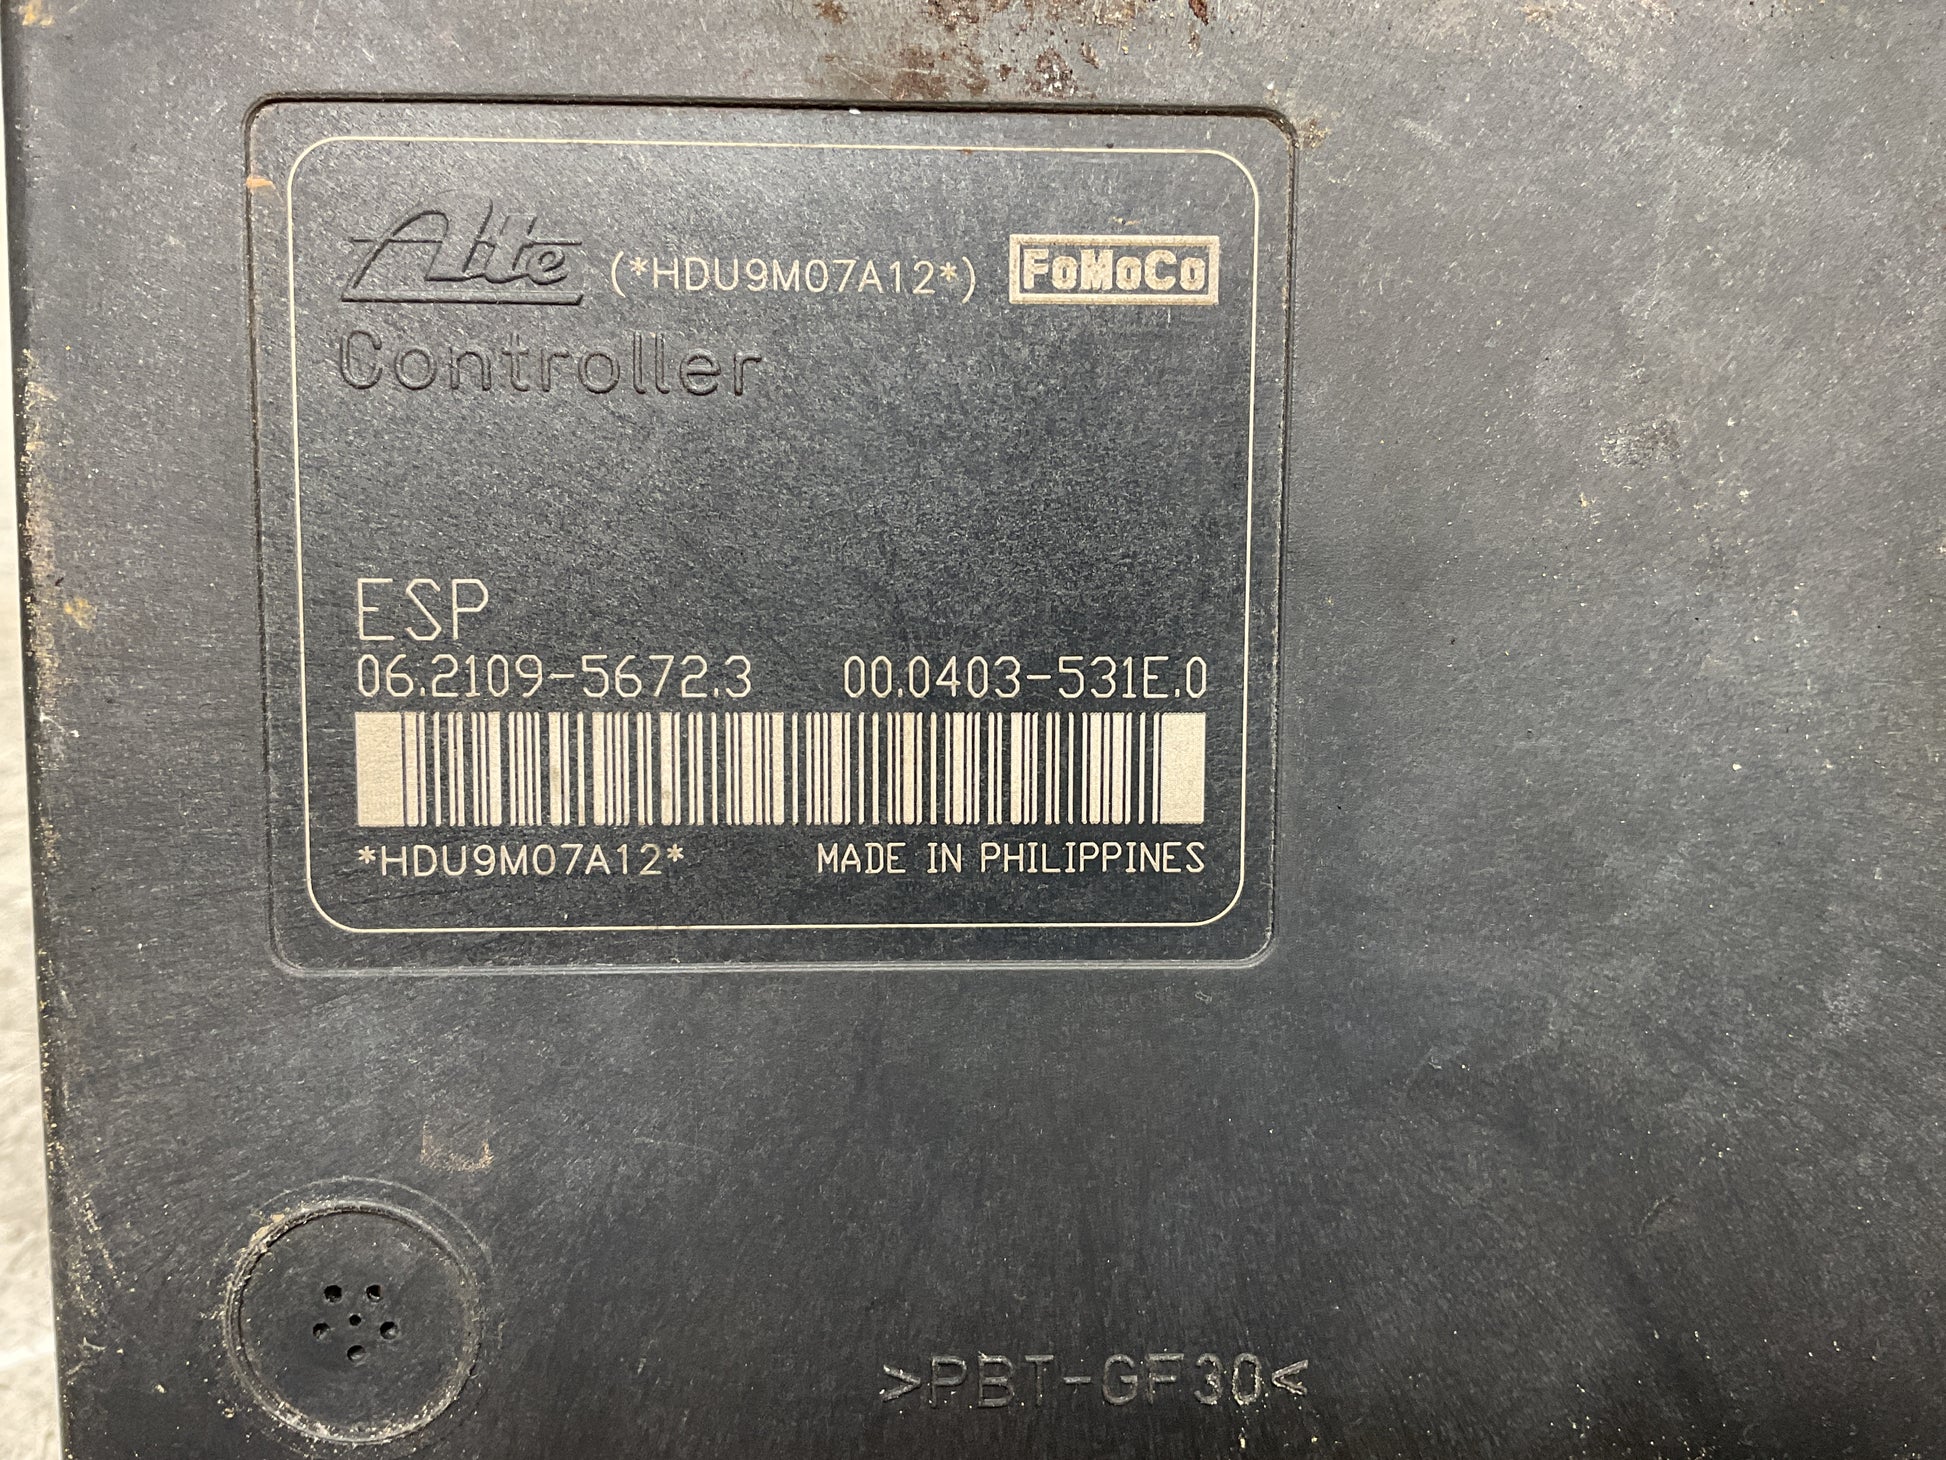 Ate (*HDU9M07A12*) FoMoCo
Controller
ESP
06.2109-5672.3 00.0403-531E.0
*HDU9M07A12* MADE IN PHILIPPINES
>PBT-GF30<